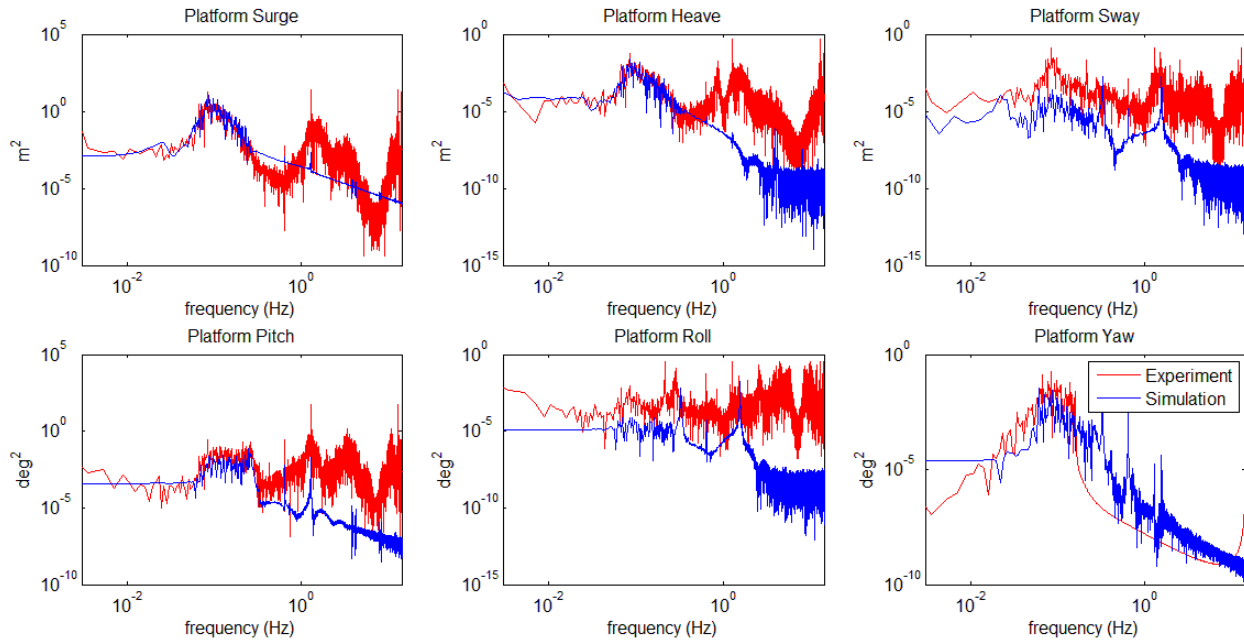 Platform Surge
10^5
10^0
10^-5
10^-10
m^2
10^-2
10^0
frequency (Hz)
Platform Heave
10^0
10^-5
10^-10
10^-15
m^2
10^-2
10^0
frequency (Hz)
Platform Sway
10^0
10^-5
10^-10
10^-15
m^2
10^-2
10^0
frequency (Hz)
Platform Pitch
10^5
10^0
10^-5
10^-10
deg^2
10^-2
10^0
frequency (Hz)
Platform Roll
10^0
10^-5
10^-10
10^-15
deg^2
10^-2
10^0
frequency (Hz)
Platform Yaw
10^0
10^-5
10^-10
deg^2
10^-2
10^0
frequency (Hz)
Experiment
Simulation